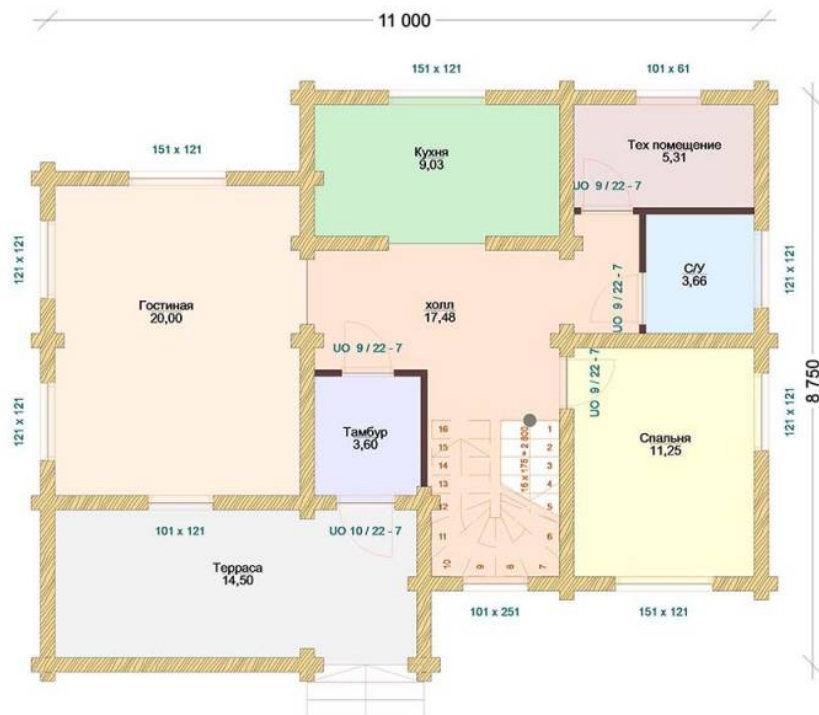 11 000
151 x 121
101 x 61
151 x 121
Кухня
9,03
Тех помещение
5,31
UO 9 / 22 - 7
121 x 121
Гостиная
20,00
холл
17,48
UO 9 / 22 - 7
С/У
3,66
121 x 121
UO 9 / 22 - 7
8 750
UO 9 / 22 - 7
121 x 121
Тамбур
3,60
16
15
14
13
12
11
10
9
8
7
6
5
4
3
2
1
16 x 175 = 2 800
Спальня
11,25
121 x 121
101 x 121
UO 10 / 22 - 7
Терраса
14,50
101 x 251
151 x 121